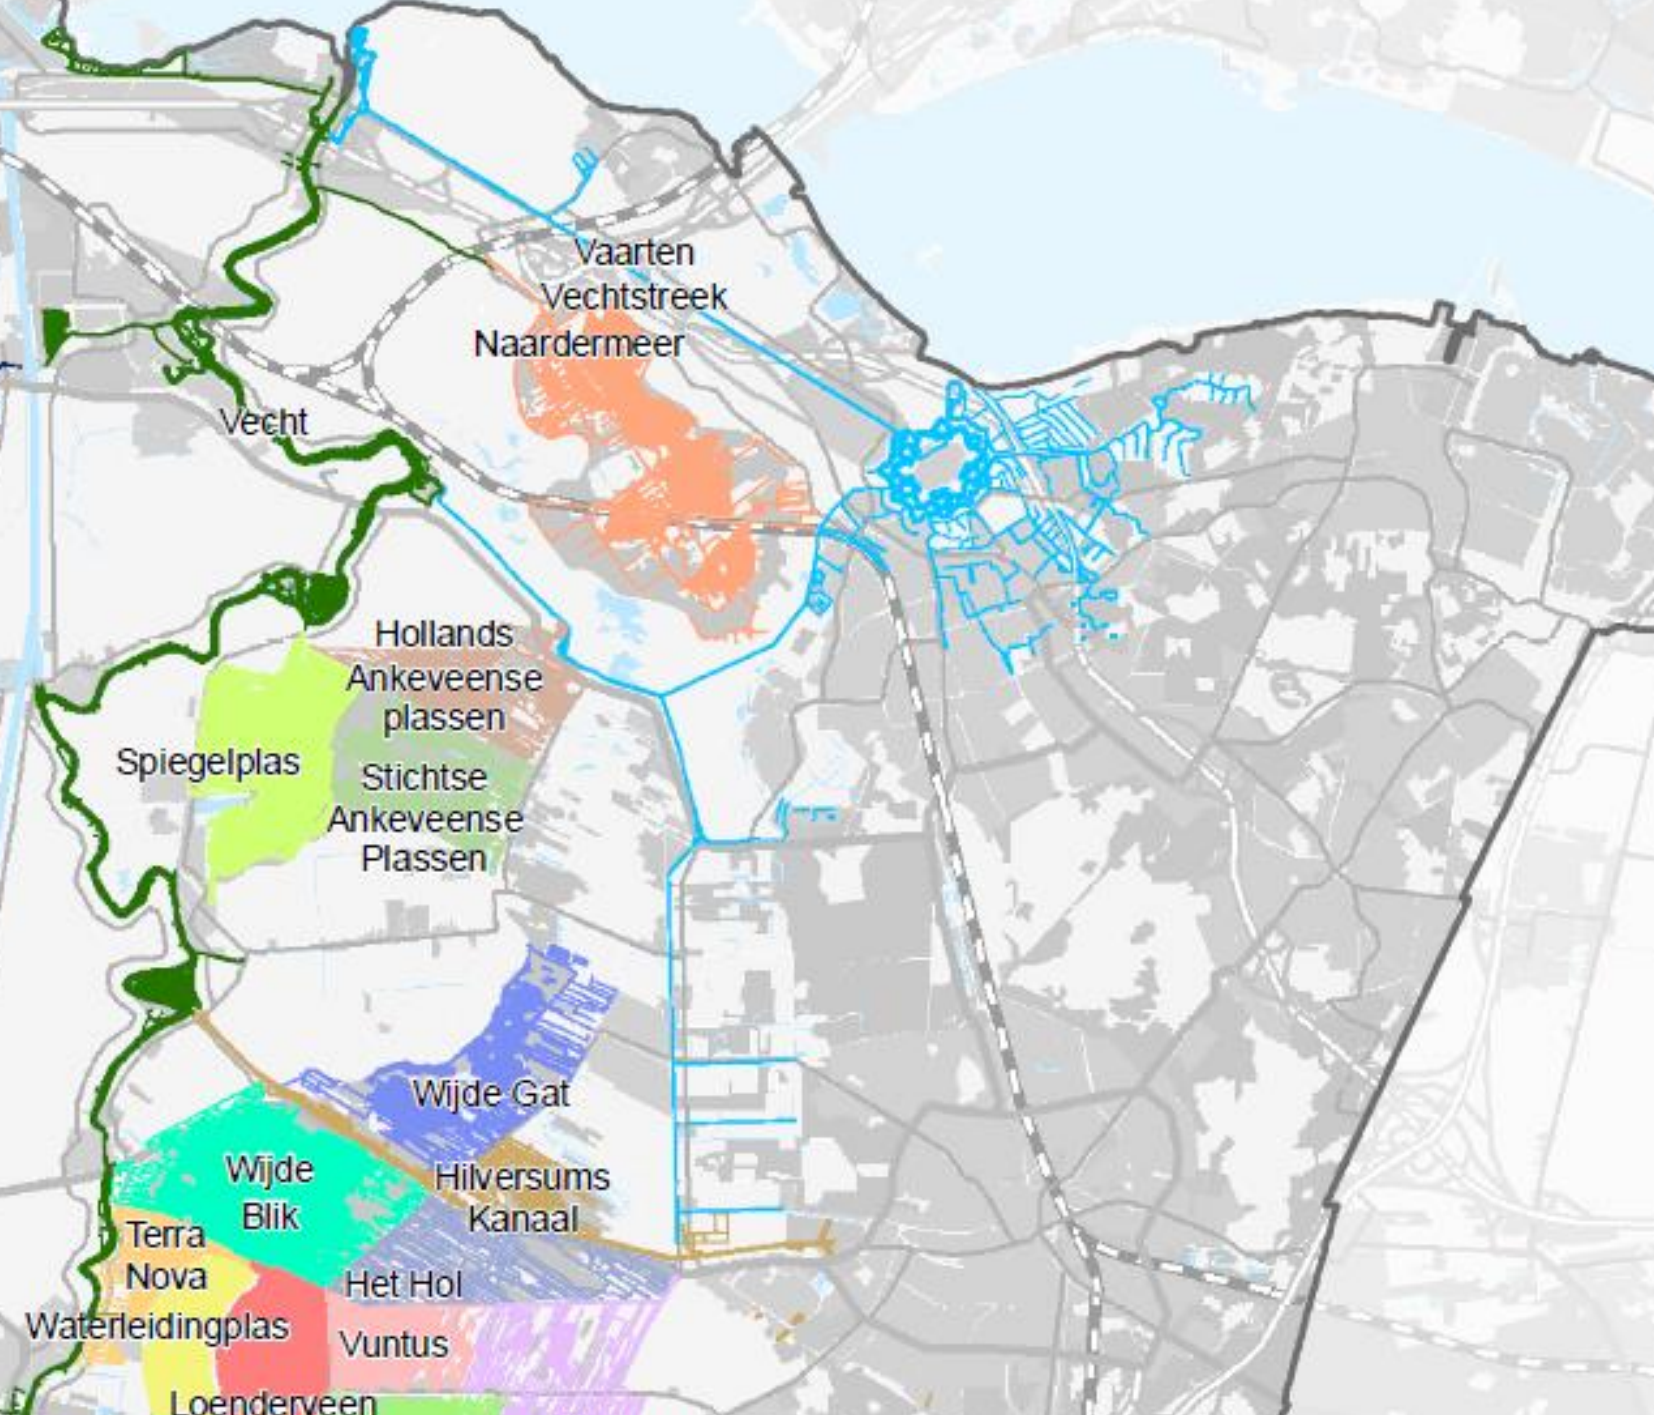 Vaarten
Vechtstreek
Naardermeer
Vecht
Hollands
Ankeveense
plassen
Spiegelplas
Stichtse
Ankeveense
Plassen
Wijde Gat
Wijde
Blik
Hilversums
Kanaal
Terra
Nova
Het Hol
Waterleidingplas
Vuntus
Loenderveen